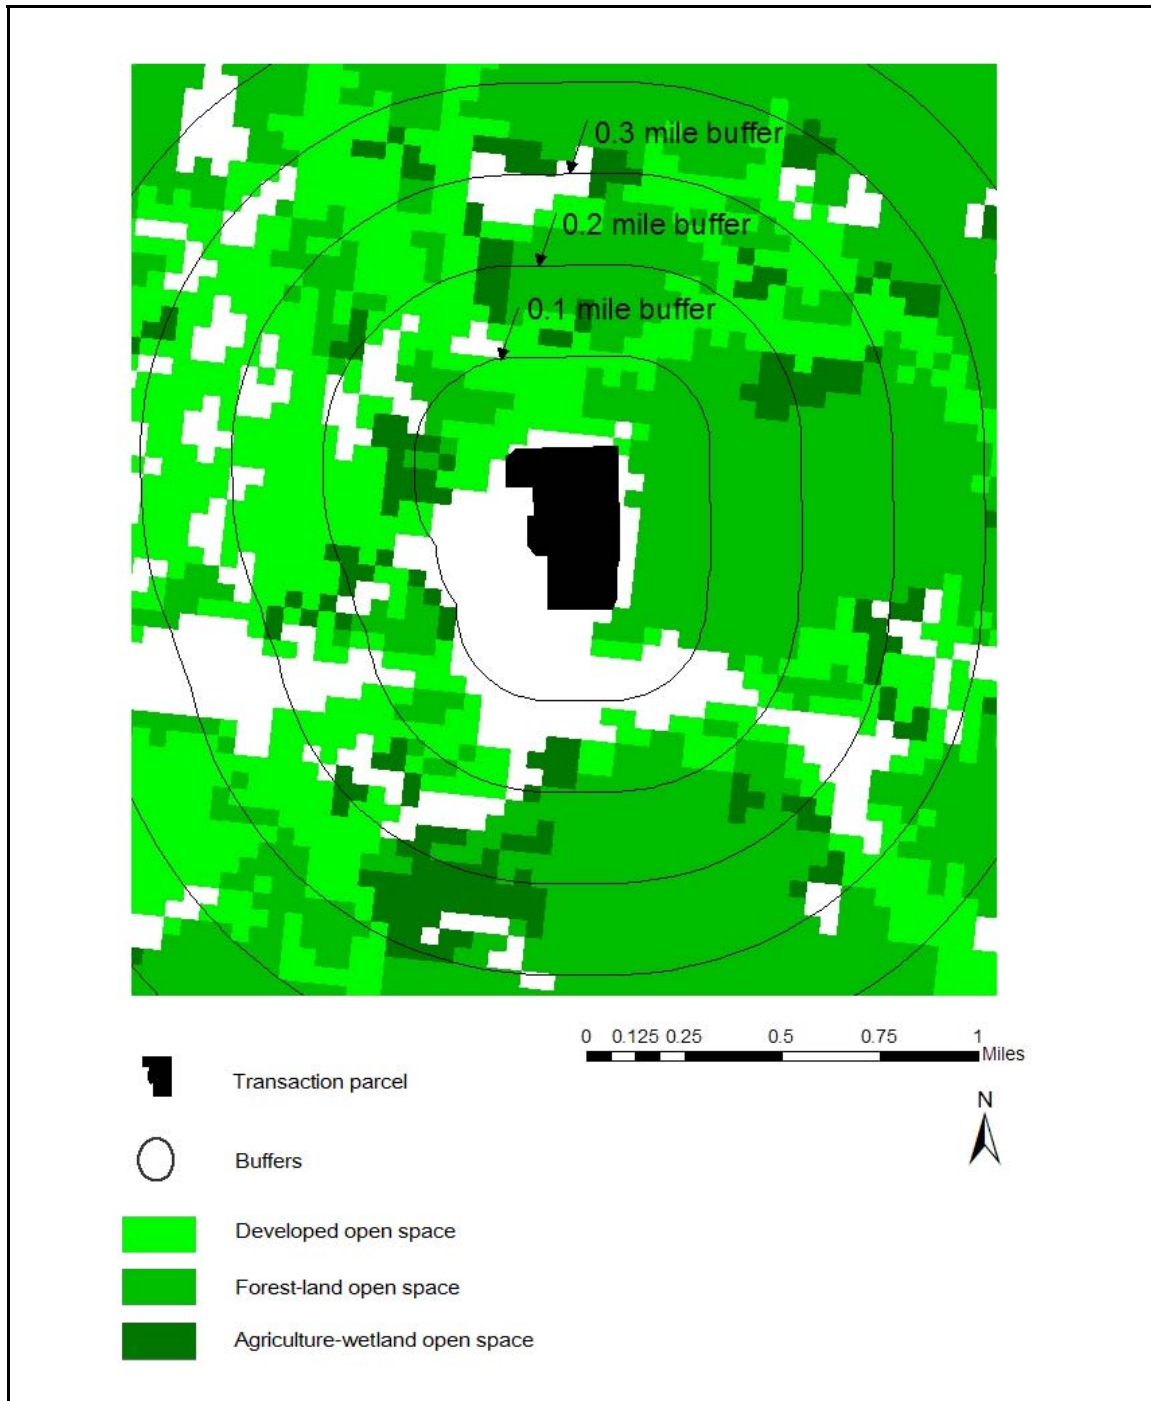 0.3 mile buffer
0.2 mile buffer
0.1 mile buffer
0 0.125 0.25 0.5 0.75 1
Miles
Transaction parcel
N
Buffers
Developed open space
Forest-land open space
Agriculture-wetland open space